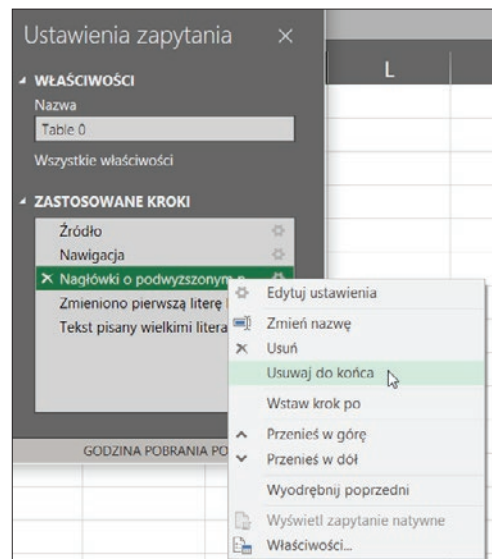 Ustawienia zapytania
L
WŁAŚCIWOŚCI
Nazwa
Table 0
Wszystkie właściwości
ZASTOSOWANE KROKI
Źródło
Nawigacja
Nagłówki o podwyższonym
Zmieniono pierwszą literę
Tekst pisany wielkimi litera
Edytuj ustawienia
Zmień nazwę
Usuń
Usuwaj do końca
Wstaw krok po
Przenieś w górę
Przenieś w dół
Wyodrębnij poprzedni
Wyświetl zapytanie natywne
Właściwości...
GODZINA POBRANIA PO